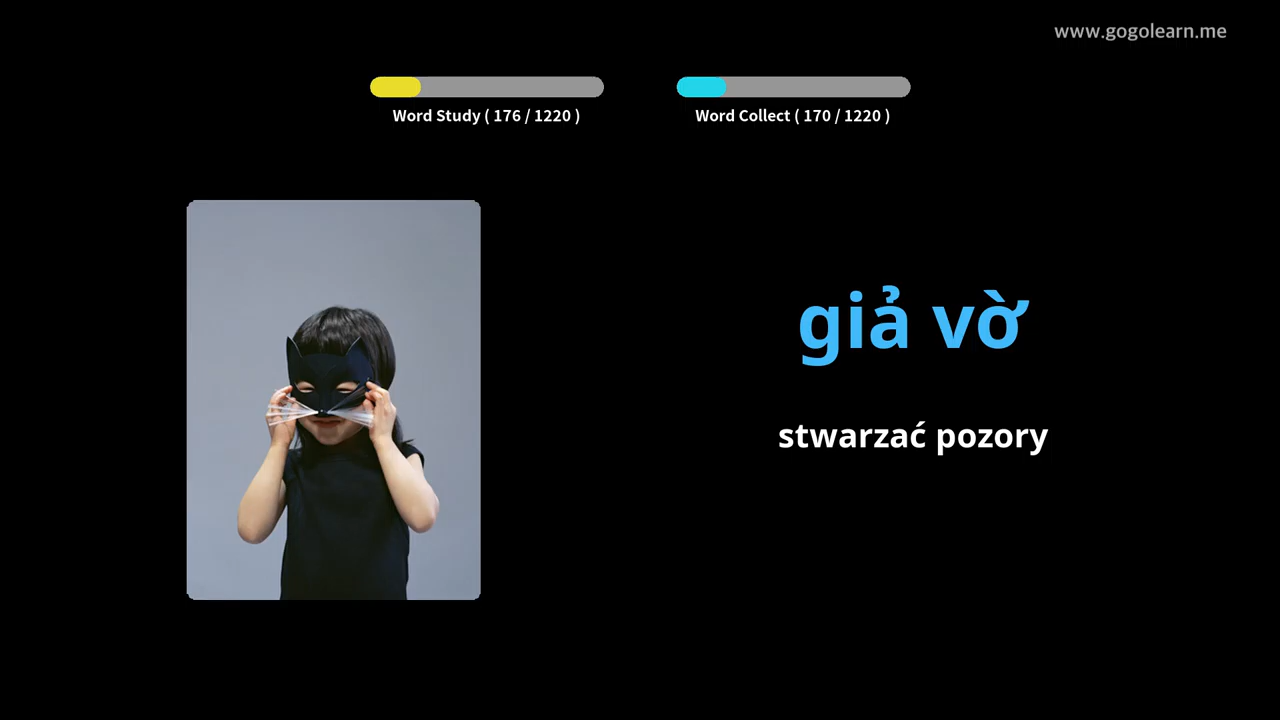 www.gogolearn.me
Word Study ( 176 / 1220 )
Word Collect ( 170 / 1220 )
giả vờ
stwarzać pozory